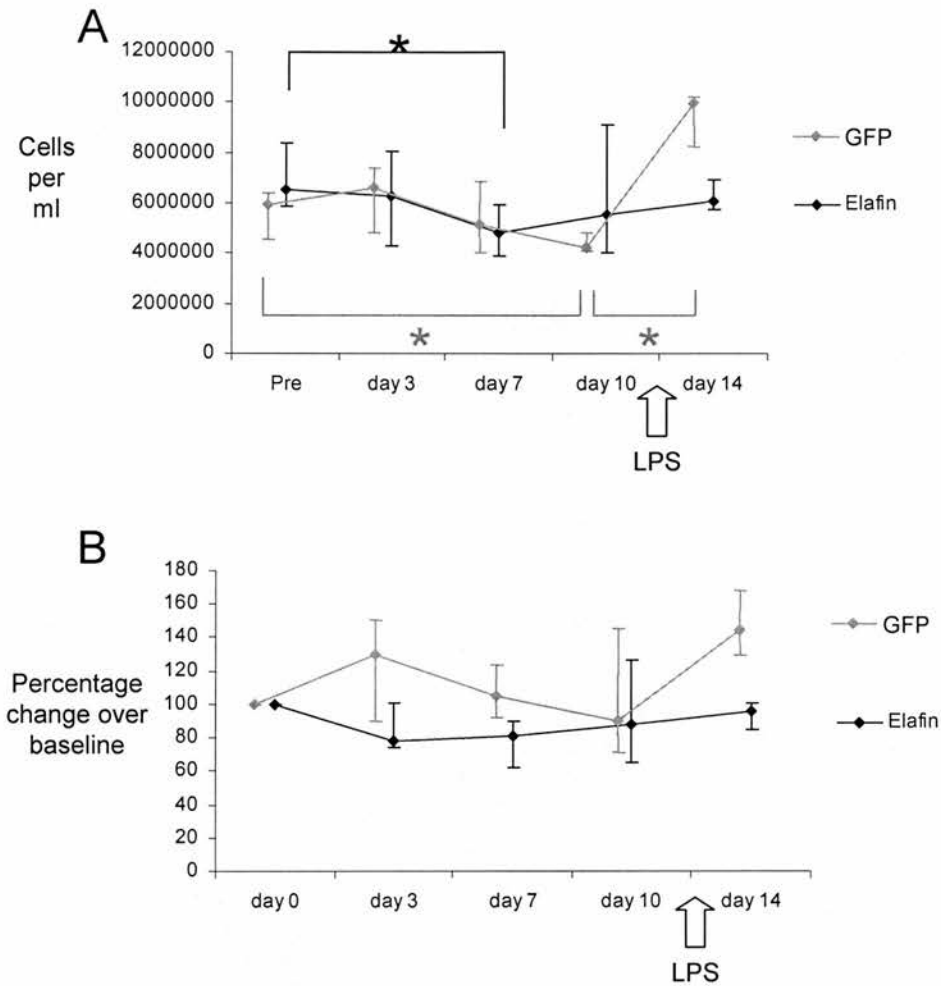 A
12000000
10000000
8000000
6000000
4000000
2000000
0
Cells
per
ml
*
*
*
GFP
Elafin
Pre day 3 day 7 day 10 day 14
LPS
B
180
160
140
120
100
80
60
40
20
0
Percentage
change over
baseline
GFP
Elafin
day 0 day 3 day 7 day 10 day 14
LPS